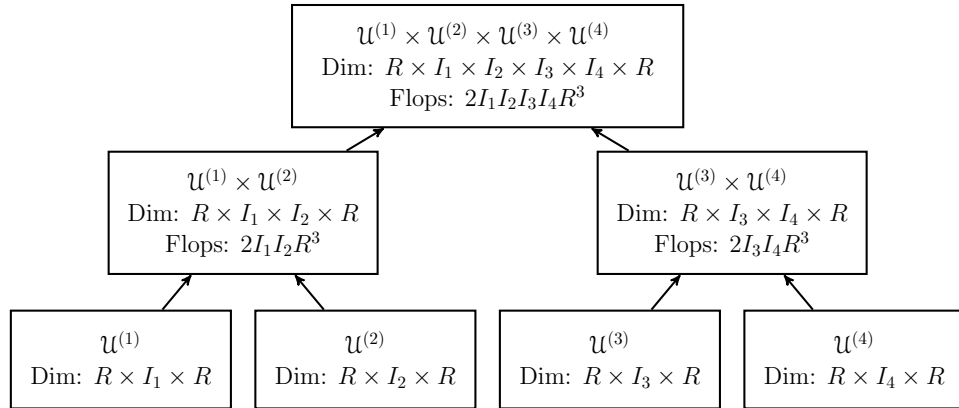 𝒰⁽¹⁾ × 𝒰⁽²⁾ × 𝒰⁽³⁾ × 𝒰⁽⁴⁾
Dim: R × I₁ × I₂ × I₃ × I₄ × R
Flops: 2I₁I₂I₃I₄R³
𝒰⁽¹⁾ × 𝒰⁽²⁾
Dim: R × I₁ × I₂ × R
Flops: 2I₁I₂R³
𝒰⁽³⁾ × 𝒰⁽⁴⁾
Dim: R × I₃ × I₄ × R
Flops: 2I₃I₄R³
𝒰⁽¹⁾
Dim: R × I₁ × R
𝒰⁽²⁾
Dim: R × I₂ × R
𝒰⁽³⁾
Dim: R × I₃ × R
𝒰⁽⁴⁾
Dim: R × I₄ × R